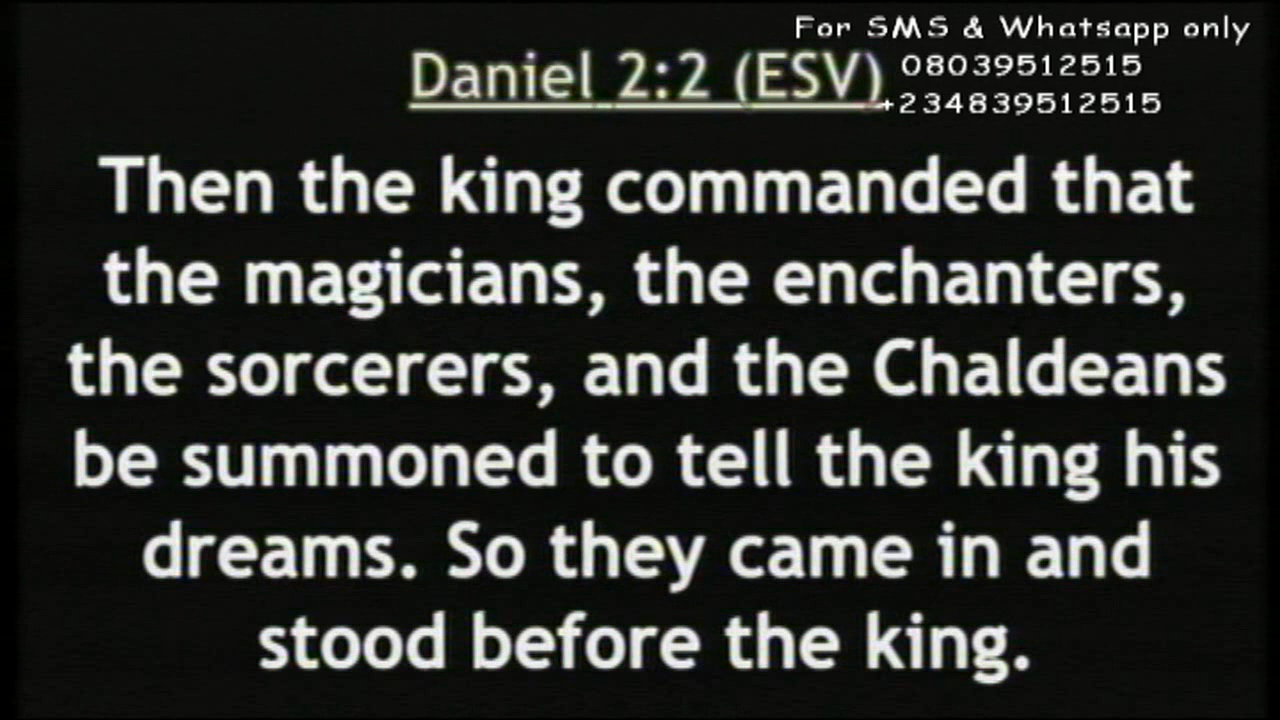 For SMS & Whatsapp only
08039512515
+234839512515
Daniel 2:2 (ESV)
Then the king commanded that
the magicians, the enchanters,
the sorcerers, and the Chaldeans
be summoned to tell the king his
dreams. So they came in and
stood before the king.